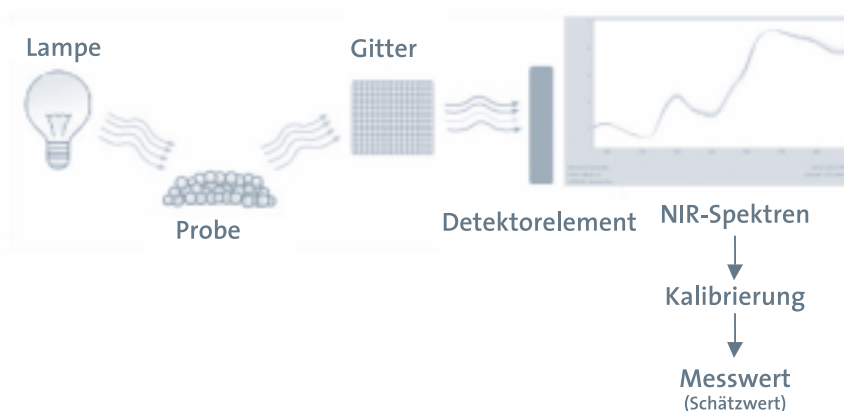 Lampe
Gitter
Probe
Detektorelement
NIR-Spektren
Kalibrierung
Messwert
(Schätzwert)